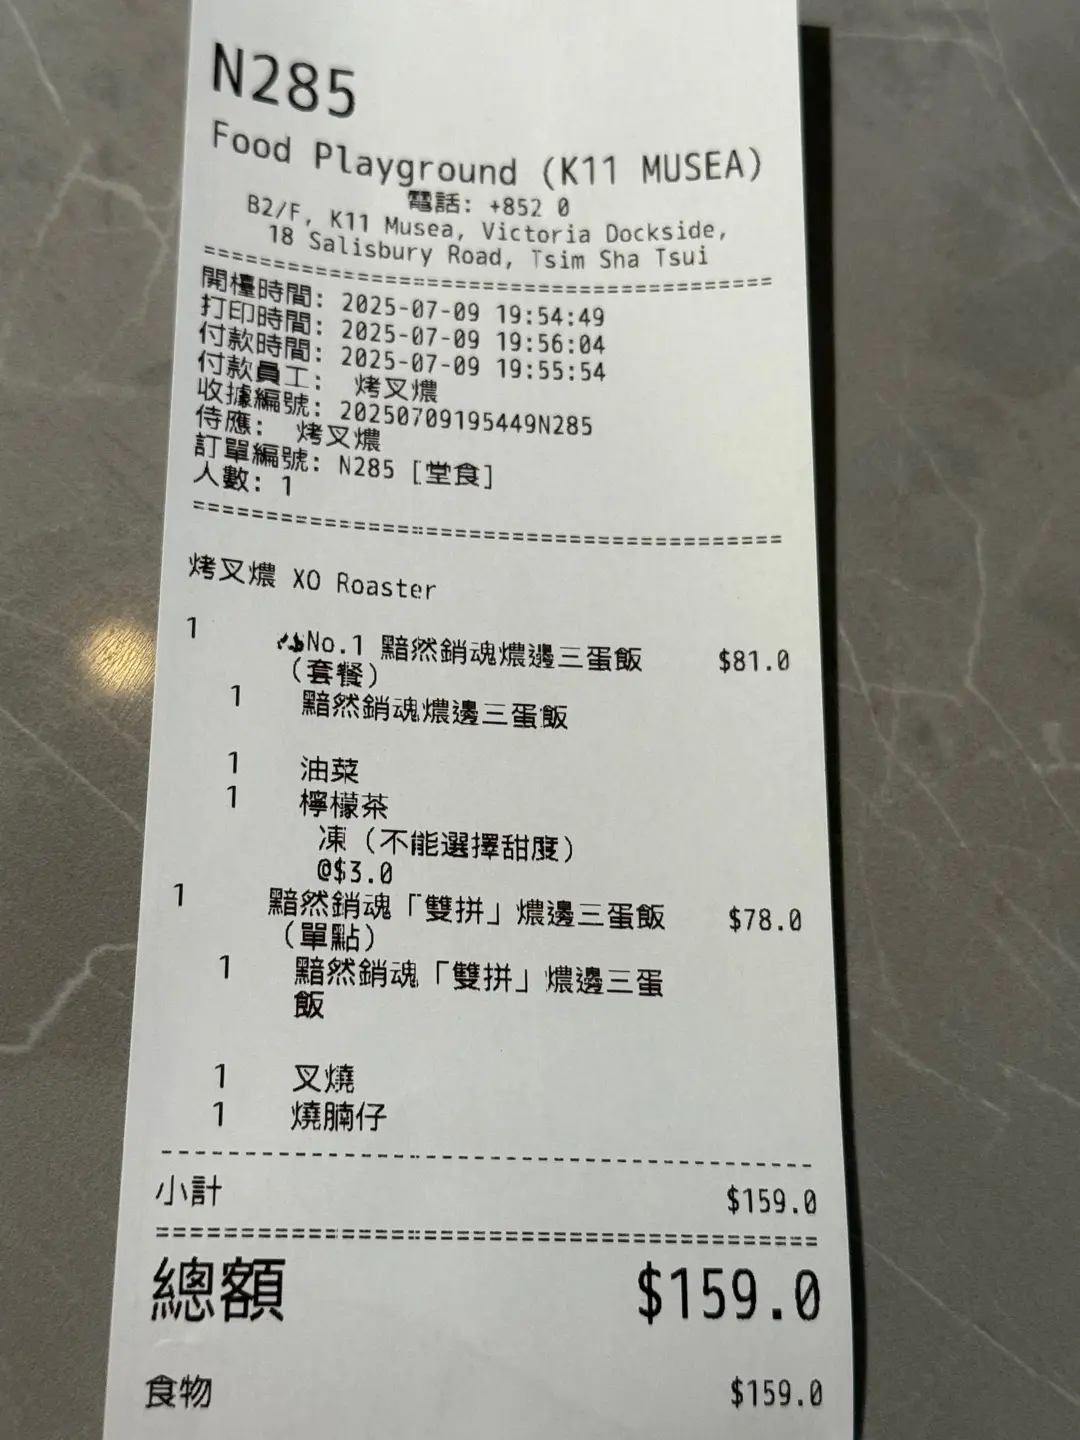 N285
Food Playground (K11 MUSEA)
電話: +852 0
B2/F, K11 Musea, Victoria Dockside,
18 Salisbury Road, Tsim Sha Tsui
開檯時間: 2025-07-09 19:54:49
打印時間: 2025-07-09 19:56:04
付款時間: 2025-07-09 19:55:54
付款員工: 烤叉燶
收據編號: 20250709195449N285
侍應: 烤叉燶
訂單編號: N285 [堂食]
人數: 1
烤叉燶 XO Roaster
1 No.1 黯然銷魂燶邊三蛋飯 $81.0
(套餐)
1 黯然銷魂燶邊三蛋飯
1 油菜
1 檸檬茶
凍 (不能選擇甜度)
@$3.0
1 黯然銷魂「雙拼」燶邊三蛋飯 $78.0
(單點)
1 黯然銷魂「雙拼」燶邊三蛋
飯
1 叉燒
1 燒腩仔
小計 $159.0
總額 $159.0
食物 $159.0